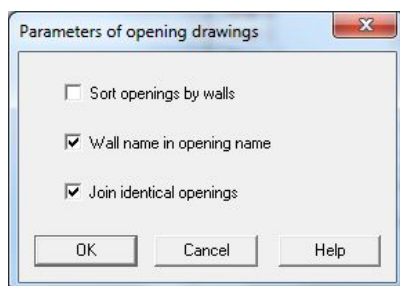 Parameters of opening drawings
Sort openings by walls
Wall name in opening name
Join identical openings
OK Cancel Help